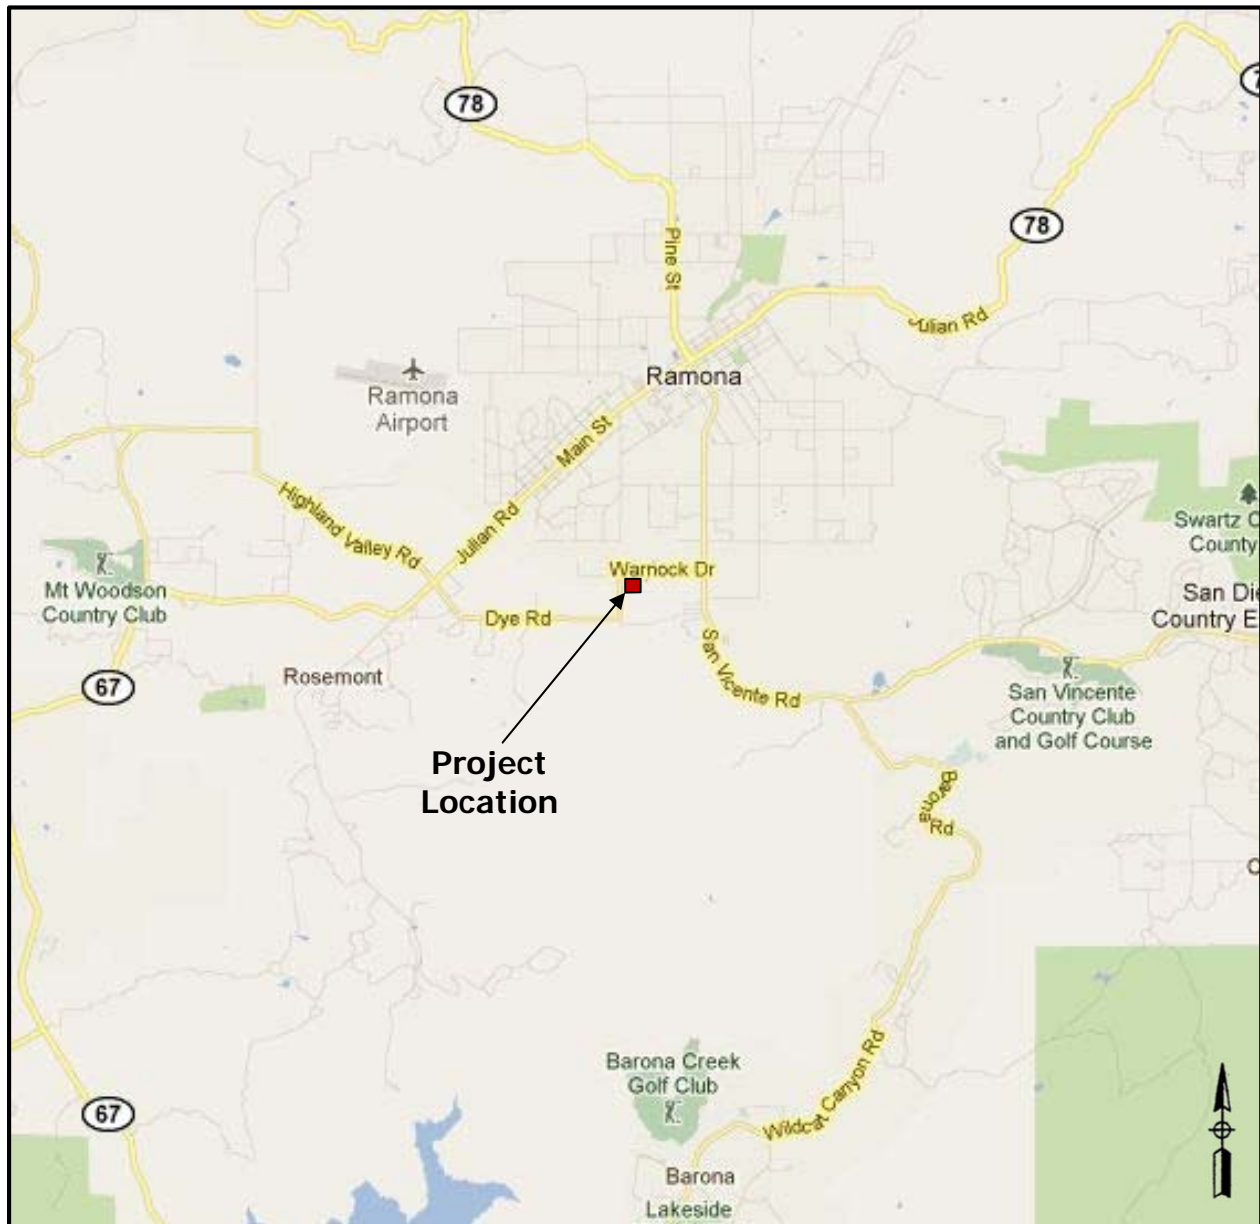 78
7
78
Pine St
Julian Rd
Ramona
Ramona
Airport
Main St
Highland Valley Rd
Julian Rd
Swartz C
County
Mt Woodson
Country Club
Warnock Dr
San Die
Country E
Dye Rd
San Vicente Rd
Rosemont
67
San Vincente
Country Club
and Golf Course
Project
Location
Barona
Rd
C
Barona Creek
Golf Club
Wildcat Canyon Rd
67
Barona
Lakeside